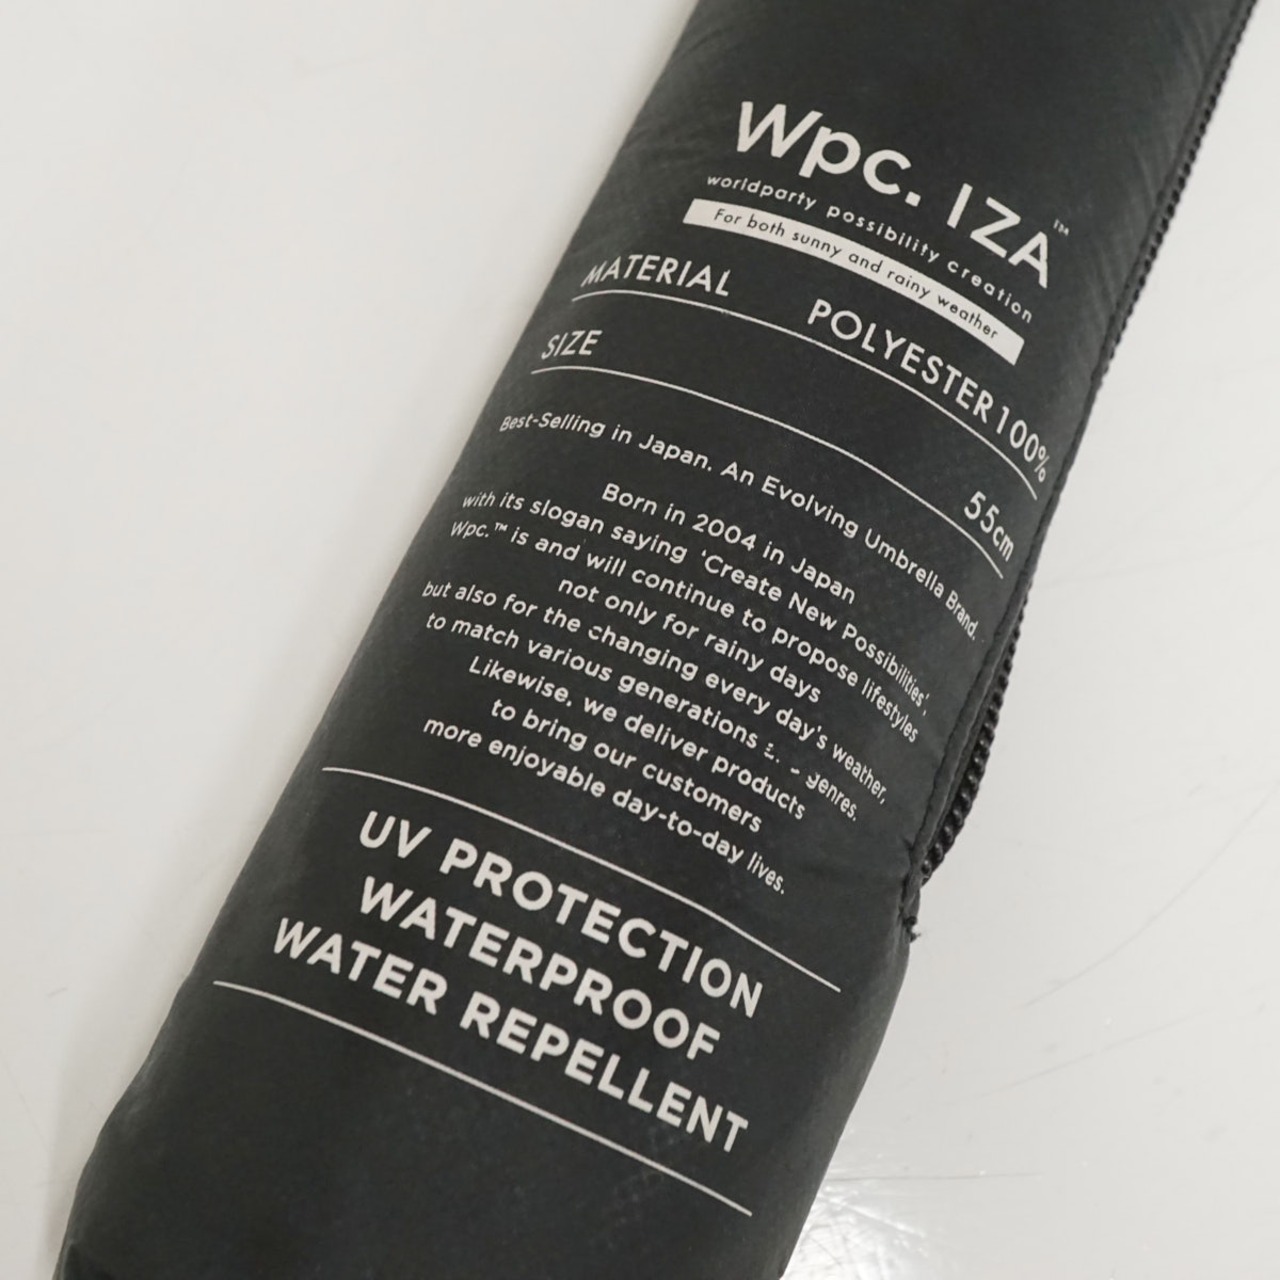 Wpc. IZA™
worldparty possibility creation
For both sunny and rainy weather
MATERIAL POLYESTER 100%
SIZE 55cm
Best-Selling in Japan. An Evolving Umbrella Brand.
Born in 2004 in Japan
with its slogan saying 'Create New Possibilities',
Wpc.™ is and will continue to propose lifestyles
not only for rainy days
but also for the changing every day's weather,
to match various generations genres.
Likewise, we deliver products
to bring our customers
more enjoyable day-to-day lives.
UV PROTECTION
WATERPROOF
WATER REPELLENT